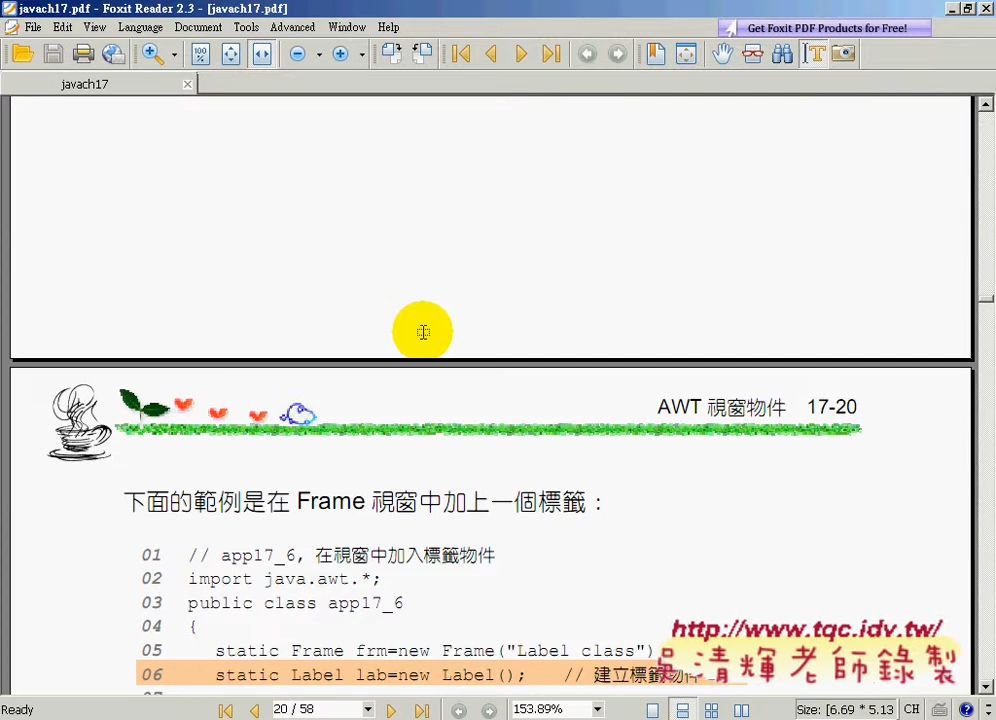 javach17.pdf - Foxit Reader 2.3 - [javach17.pdf]
File Edit View Language Document Tools Advanced Window Help
Get Foxit PDF Products for Free!
javach17
AWT 視窗物件 17-20
下面的範例是在 Frame 視窗中加上一個標籤：
01 // app17_6, 在視窗中加入標籤物件
02 import java.awt.*;
03 public class app17_6
04 {
05 static Frame frm=new Frame("Label class")
06 static Label lab=new Label(); // 建立標籤物件
http://www.tqc.idv.tw/
吳清輝老師錄製
Ready 20 / 58 153.89% Size: [6.69 * 5.13 CH